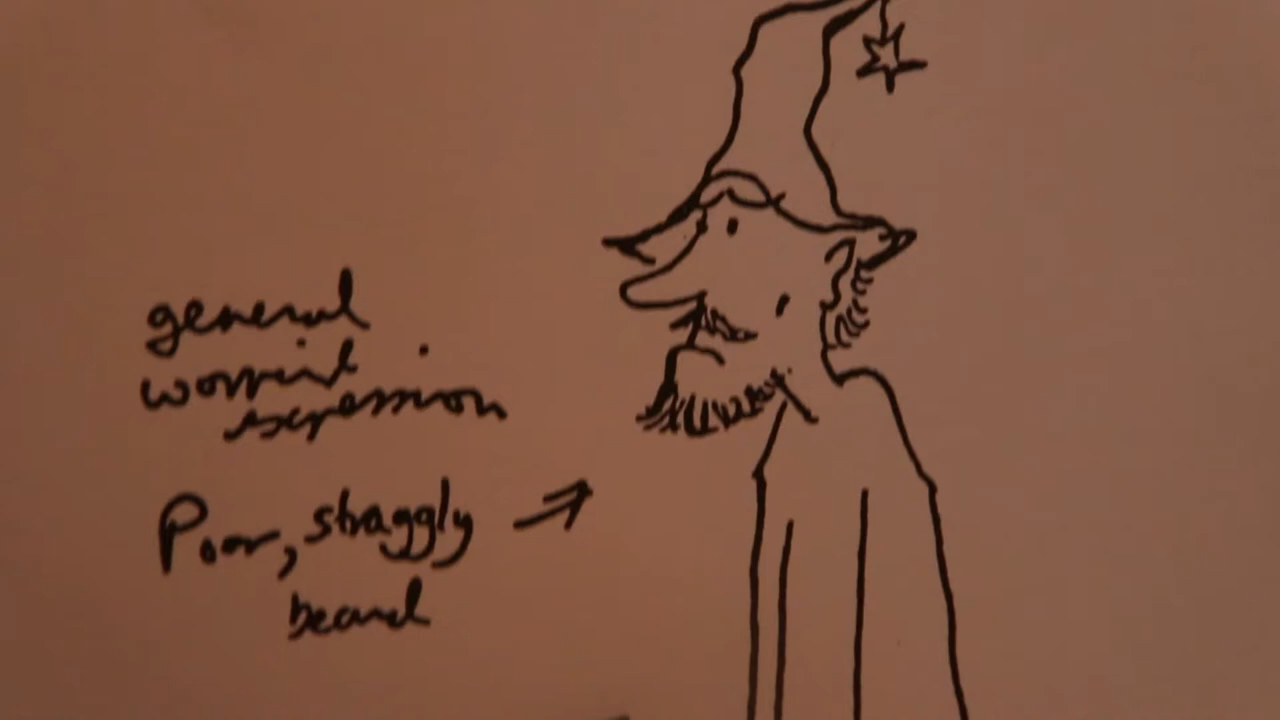 general
worried
expression
Poor, straggly
beard